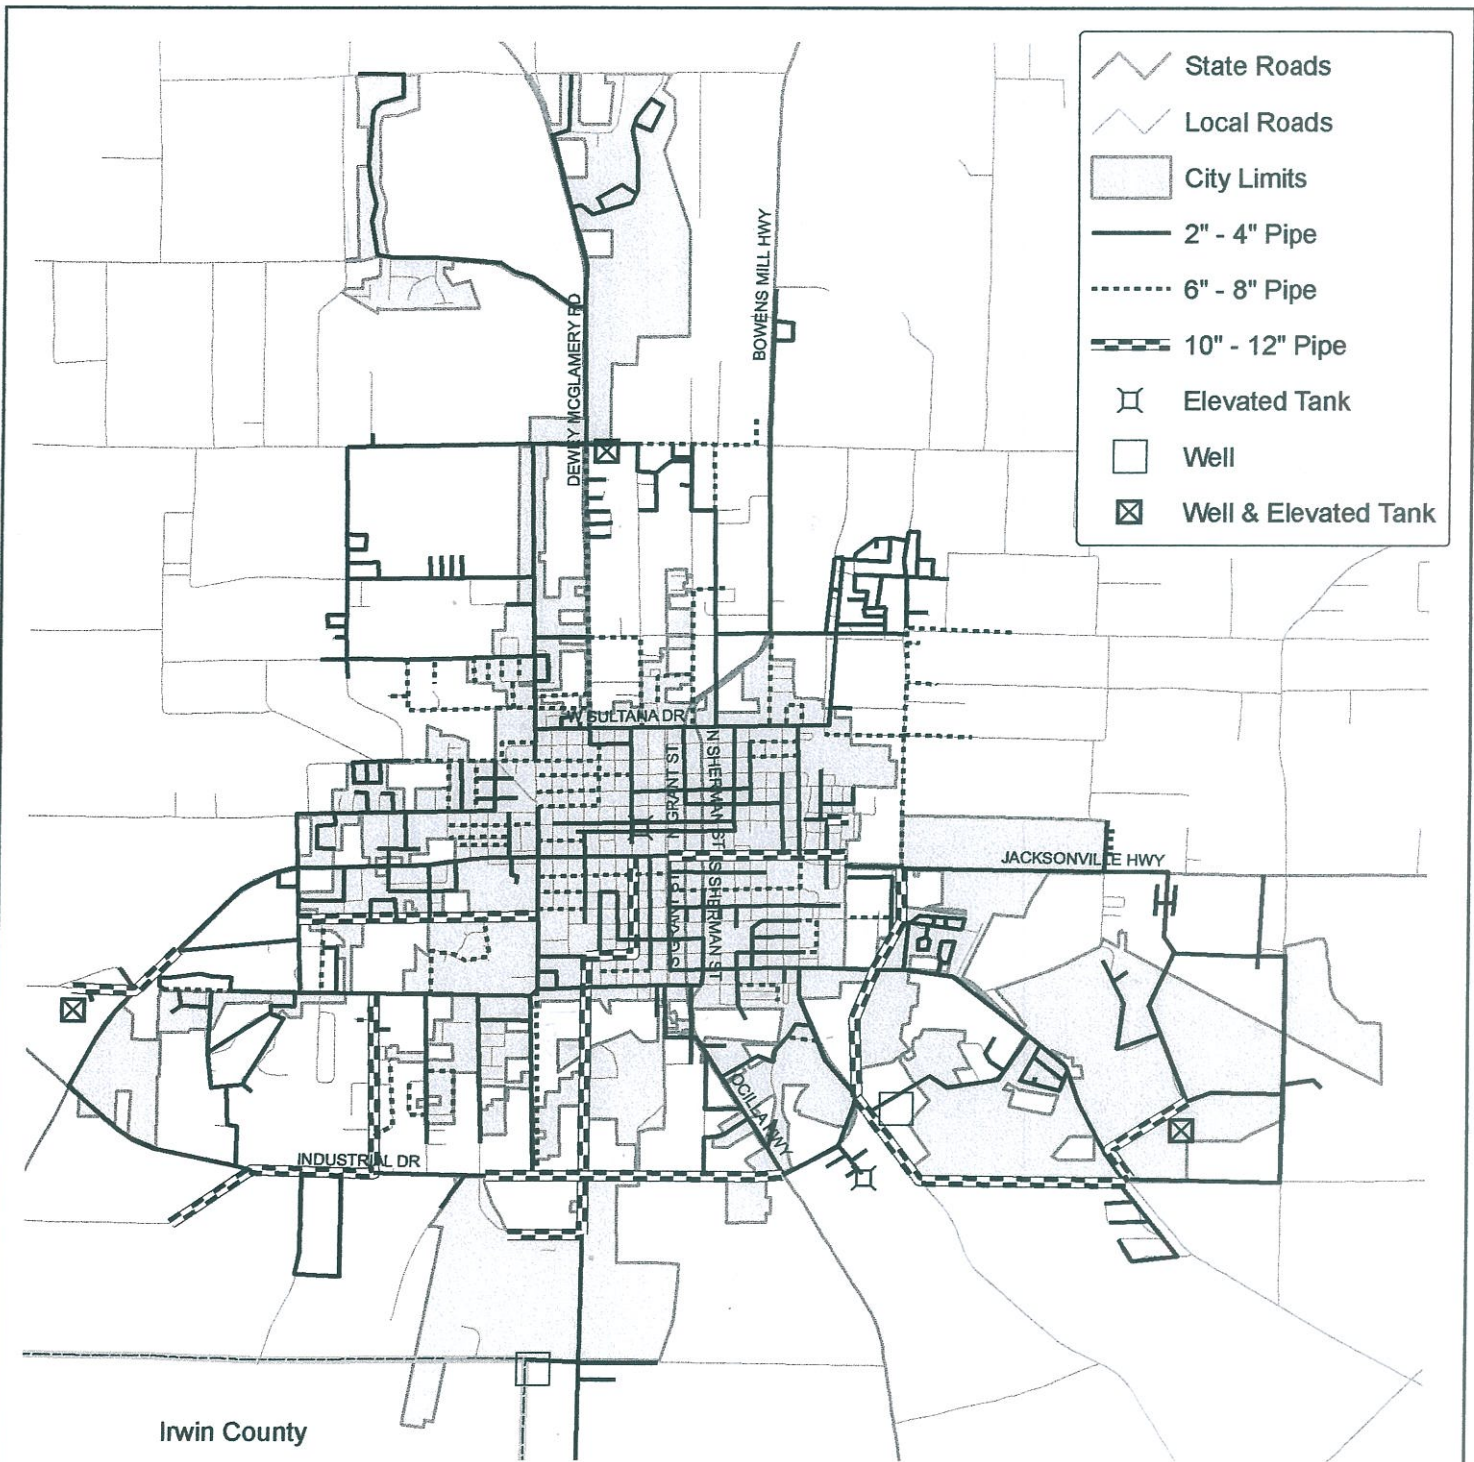 State Roads
Local Roads
City Limits
2" - 4" Pipe
6" - 8" Pipe
10" - 12" Pipe
Elevated Tank
Well
Well & Elevated Tank
BOWENS MILL HWY
DEWEY MCGLAMERY RD
W SULTANA DR
N GRANT ST
N SHERMAN ST
JACKSONVILLE HWY
S GRANT ST
S SHERMAN ST
OCILLA HWY
INDUSTRIAL DR
Irwin County